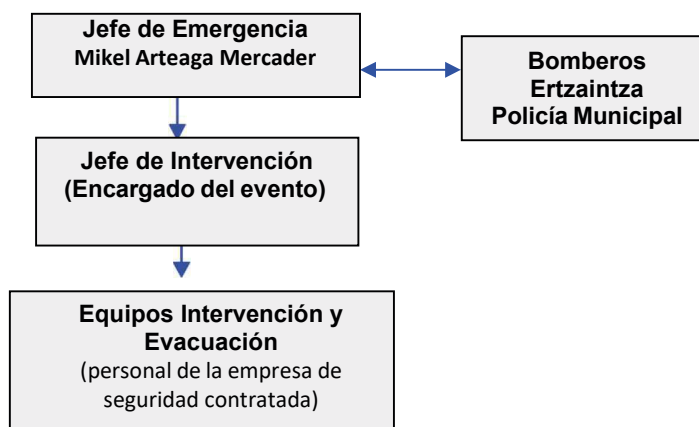 Jefe de Emergencia
Mikel Arteaga Mercader
Bomberos
Ertzaintza
Policía Municipal
Jefe de Intervención
(Encargado del evento)
Equipos Intervención y
Evacuación
(personal de la empresa de
seguridad contratada)